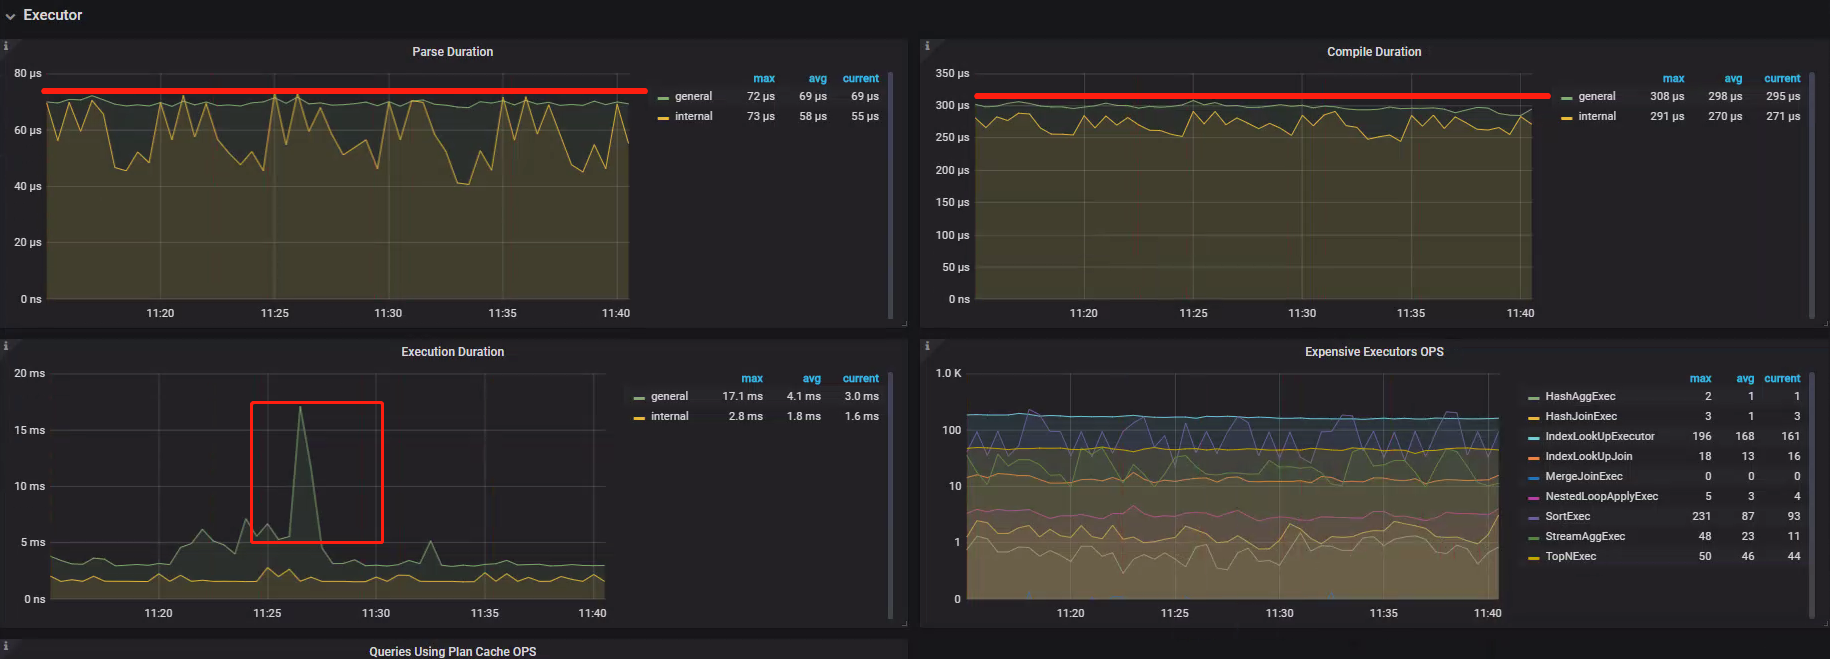 Executor
Parse Duration
80 µs
60 µs
40 µs
20 µs
0 ns
11:20 11:25 11:30 11:35 11:40
max avg current
general 72 µs 69 µs 69 µs
internal 73 µs 58 µs 55 µs
Compile Duration
350 µs
300 µs
250 µs
200 µs
150 µs
100 µs
50 µs
0 ns
11:20 11:25 11:30 11:35 11:40
max avg current
general 308 µs 298 µs 295 µs
internal 291 µs 270 µs 271 µs
Execution Duration
20 ms
15 ms
10 ms
5 ms
0 ns
11:20 11:25 11:30 11:35 11:40
max avg current
general 17.1 ms 4.1 ms 3.0 ms
internal 2.8 ms 1.8 ms 1.6 ms
Expensive Executors OPS
1.0 K
100
10
1
0
11:20 11:25 11:30 11:35 11:40
max avg current
HashAggExec 2 1 1
HashJoinExec 3 1 3
IndexLookUpExecutor 196 168 161
IndexLookUpJoin 18 13 16
MergeJoinExec 0 0 0
NestedLoopApplyExec 5 3 4
SortExec 231 87 93
StreamAggExec 48 23 11
TopNExec 50 46 44
Queries Using Plan Cache OPS